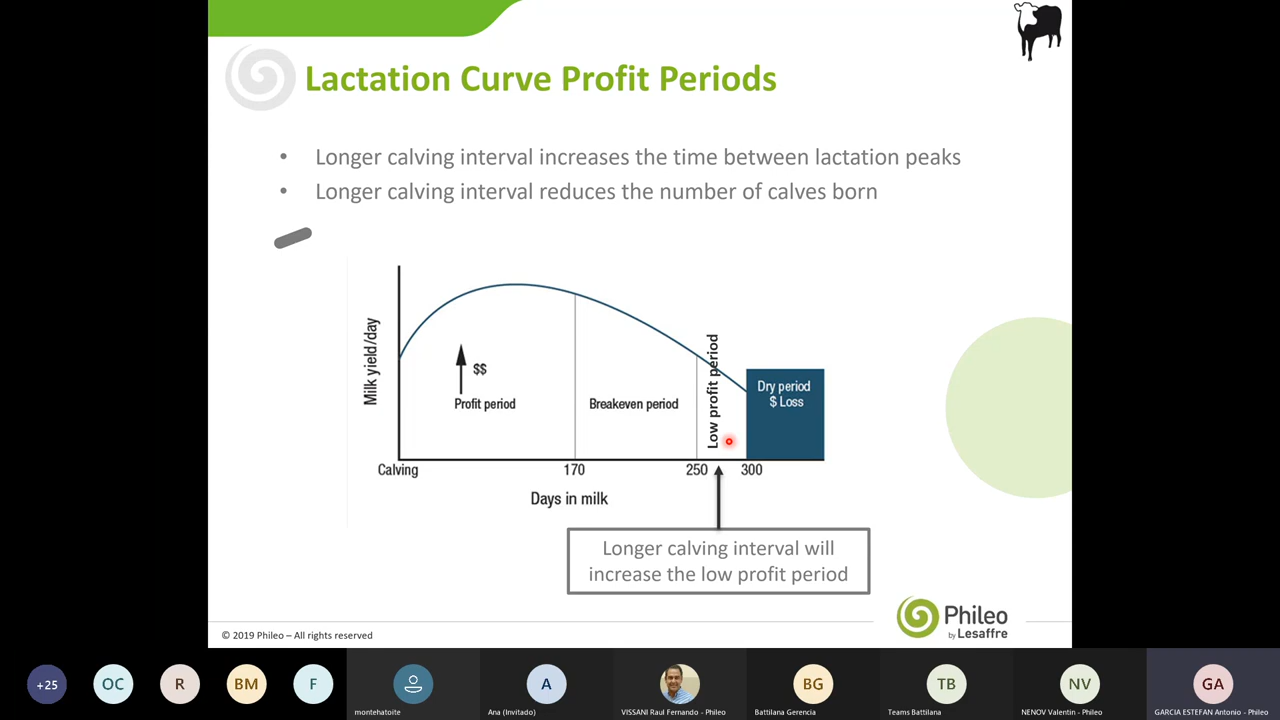 Lactation Curve Profit Periods
• Longer calving interval increases the time between lactation peaks
• Longer calving interval reduces the number of calves born
Milk yield/day
$$
Profit period
Breakeven period
Low profit period
Dry period
$ Loss
Calving
170
250
300
Days in milk
Longer calving interval will
increase the low profit period
Phileo
by Lesaffre
© 2019 Phileo – All rights reserved
+25
OC
R
BM
F
A
BG
TB
NV
GA
montehatoite
Ana (Invitado)
VISSANI Raul Fernando - Phileo
Battilana Gerencia
Teams Battilana
NENOV Valentin - Phileo
GARCIA ESTEFAN Antonio - Phileo